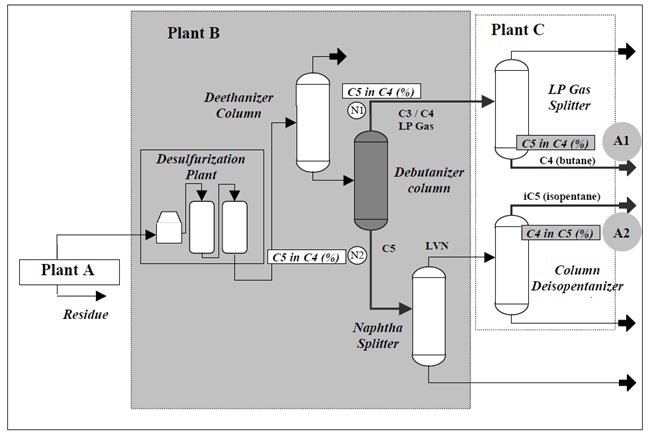 Plant B
Plant C
Deethanizer
Column
C5 in C4 (%)
N1
C3 / C4
LP Gas
LP Gas
Splitter
C5 in C4 (%)
A1
C4 (butane)
Desulfurization
Plant
Debutanizer
column
iC5 (isopentane)
C4 in C5 (%)
A2
C5 in C4 (%)
N2
C5
LVN
Plant A
Residue
Naphtha
Splitter
Column
Deisopentanizer